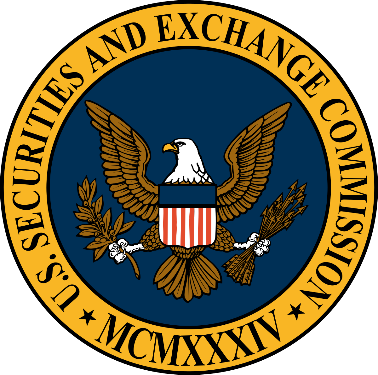 U.S. SECURITIES AND EXCHANGE COMMISSION
MCMXXXIV